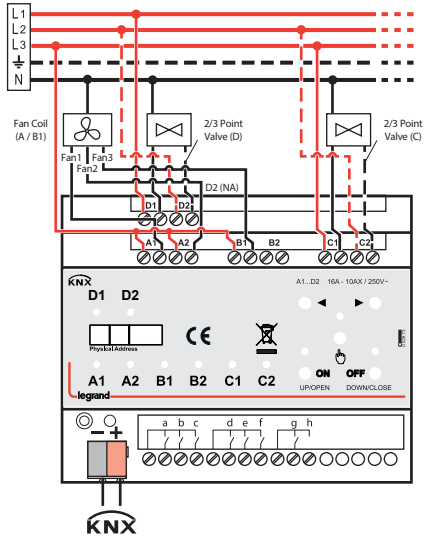 L1
L2
L3
N
Fan Coil
(A / B1)
2/3 Point
Valve (D)
2/3 Point
Valve (C)
Fan1
Fan2
Fan3
D2 (NA)
D1 D2
A1 A2 B1 B2 C1 C2
KNX
A1...D2 16A - 10AX / 250V~
D1 D2
Physical Address
CE
ON OFF
UP/OPEN DOWN/CLOSE
A1 A2 B1 B2 C1 C2
legrand
a b c d e f g h
− +
KNX